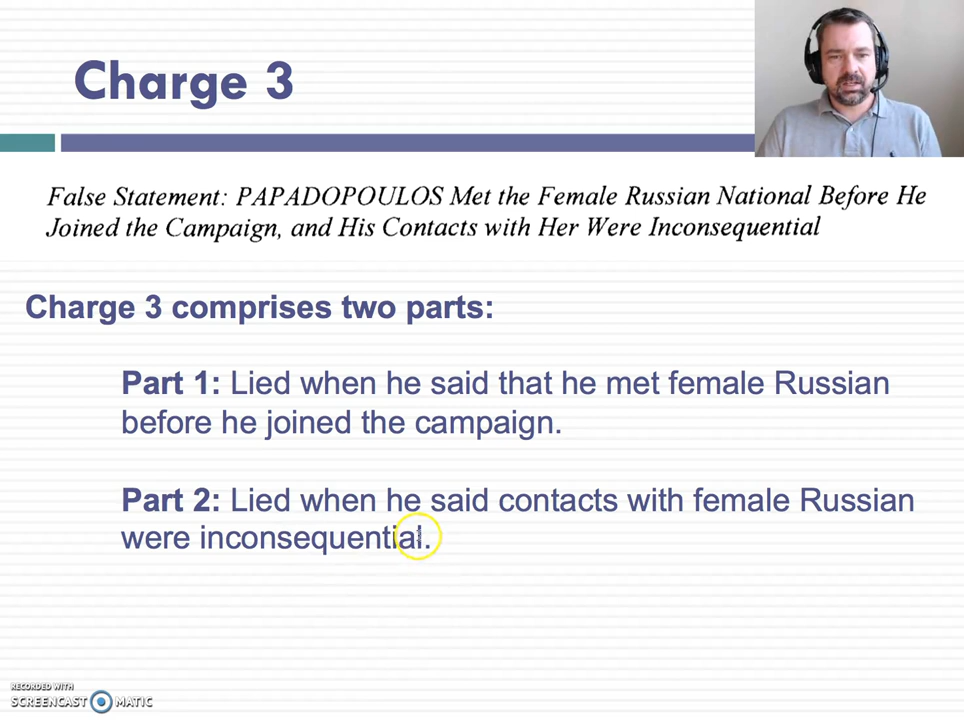 Charge 3
False Statement: PAPADOPOULOS Met the Female Russian National Before He
Joined the Campaign, and His Contacts with Her Were Inconsequential
Charge 3 comprises two parts:
Part 1: Lied when he said that he met female Russian
before he joined the campaign.
Part 2: Lied when he said contacts with female Russian
were inconsequential.
RECORDED WITH
SCREENCAST MATIC